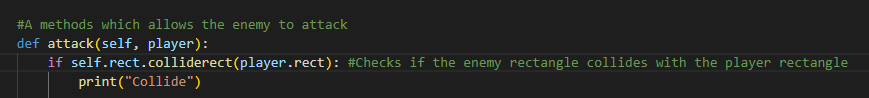 #A methods which allows the enemy to attack
def attack(self, player):
if self.rect.colliderect(player.rect): #Checks if the enemy rectangle collides with the player rectangle
print("Collide")